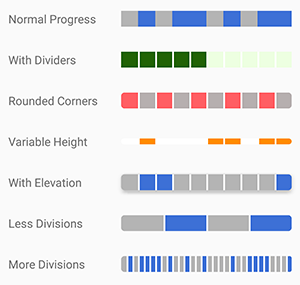 Normal Progress
With Dividers
Rounded Corners
Variable Height
With Elevation
Less Divisions
More Divisions